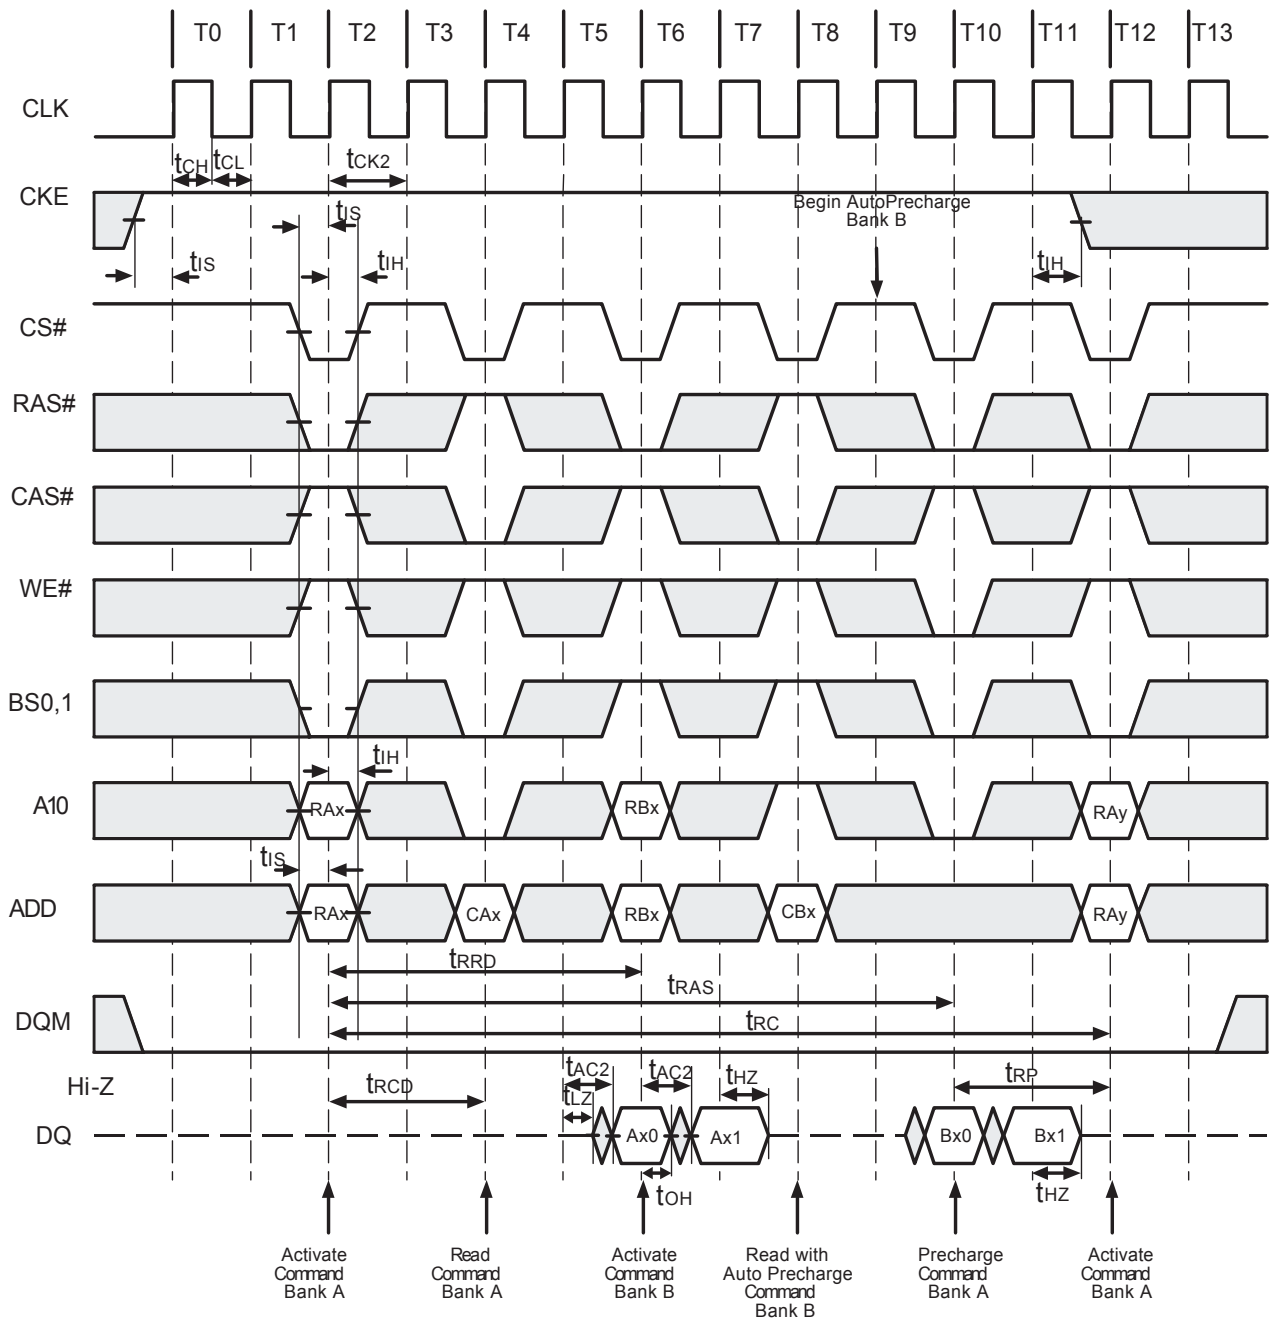 T0 T1 T2 T3 T4 T5 T6 T7 T8 T9 T10 T11 T12 T13
CLK
tCH tCL tCK2
CKE
tIS
Begin AutoPrecharge
Bank B
tIS tIH tIH
CS#
RAS#
CAS#
WE#
BS0,1
tIH
A10 RAx RBx RAy
tIS
ADD RAx CAx RBx CBx RAy
tRRD
tRAS
DQM tRC
Hi-Z tRCD tAC2 tAC2 tHZ tRP
tLZ
DQ Ax0 Ax1 Bx0 Bx1
tOH tHZ
Activate
Command
Bank A
Read
Command
Bank A
Activate
Command
Bank B
Read with
Auto Precharge
Command
Bank B
Precharge
Command
Bank A
Activate
Command
Bank A